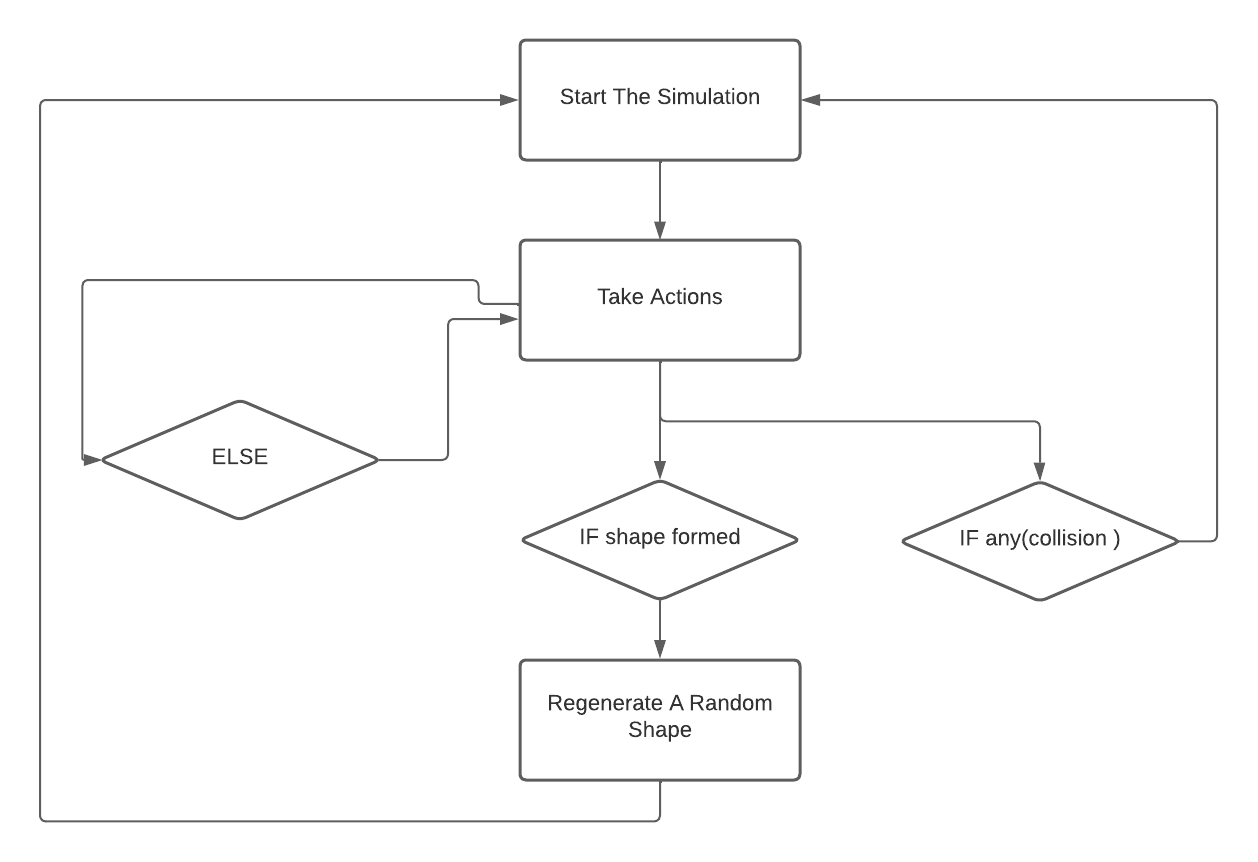 Start The Simulation
Take Actions
ELSE
IF shape formed
IF any(collision )
Regenerate A Random
Shape